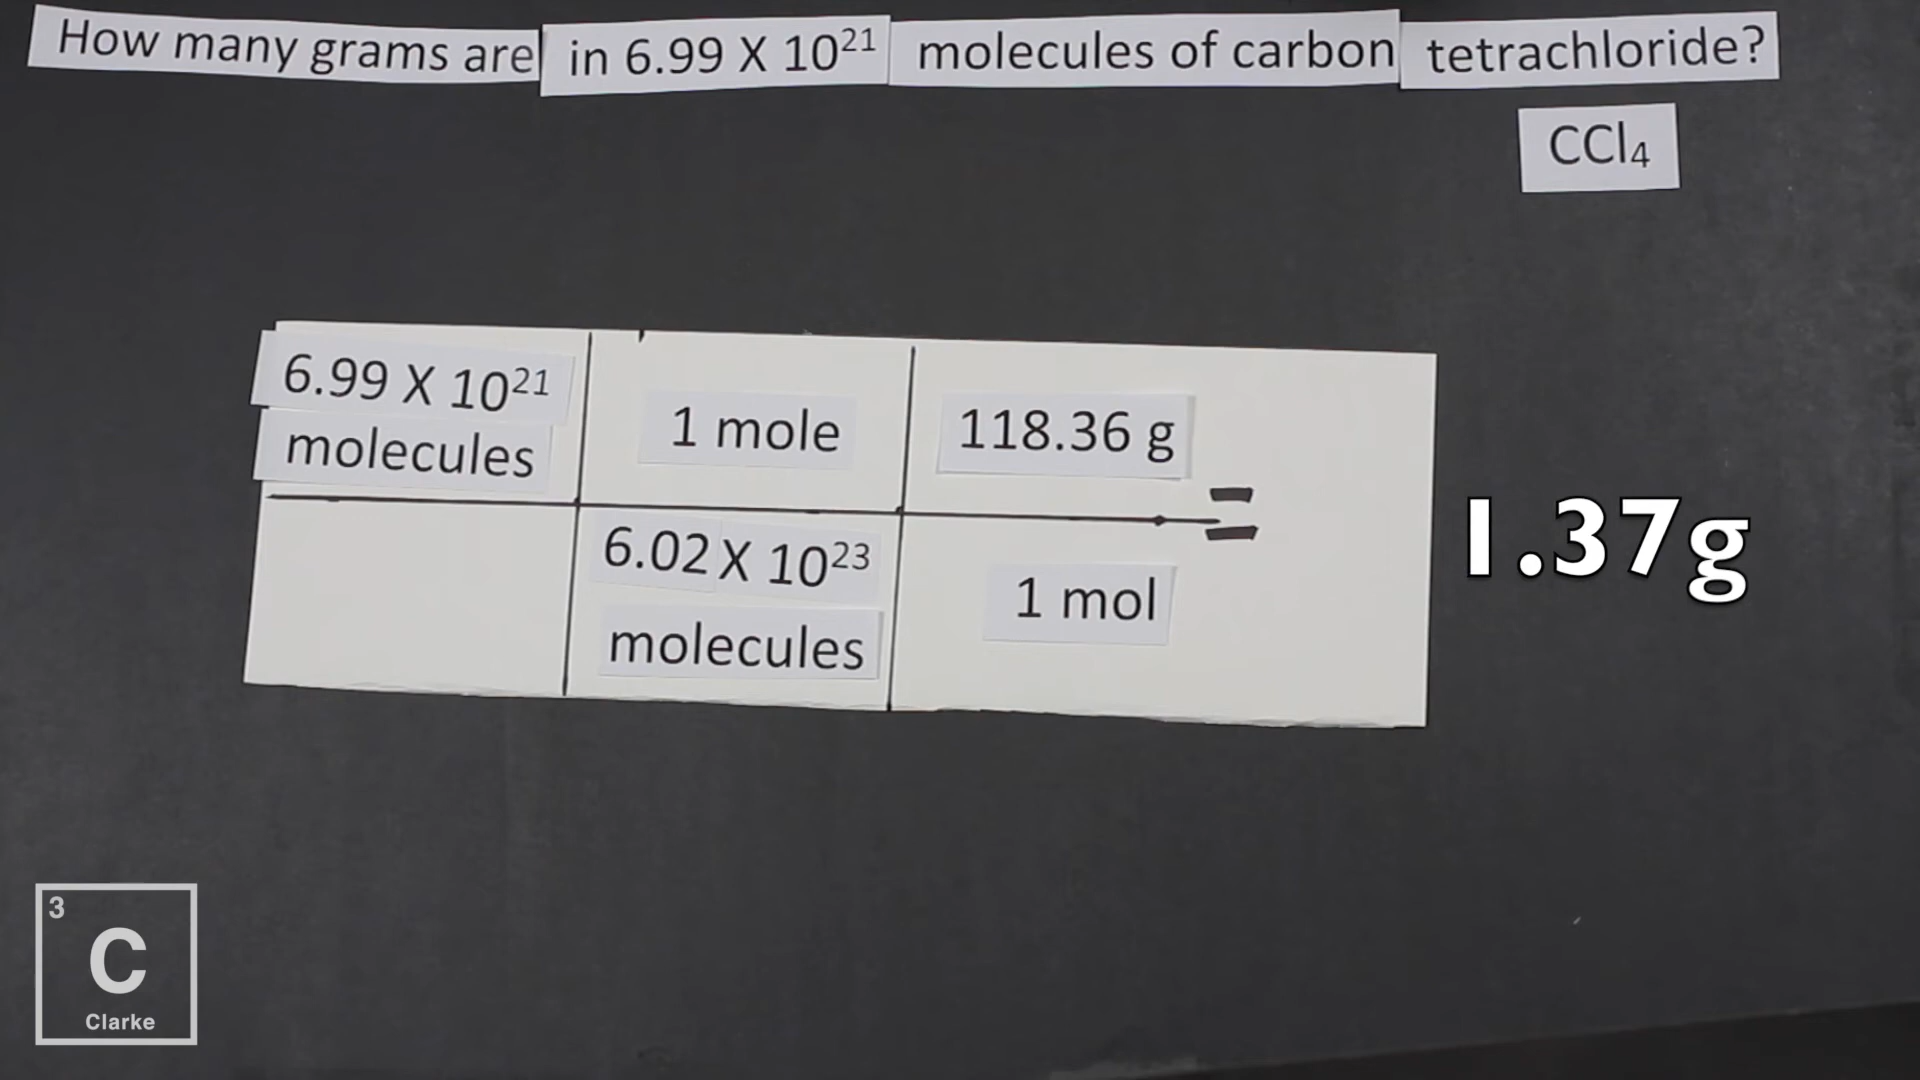 How many grams are in 6.99 X 10²¹ molecules of carbon tetrachloride?
CCl₄
6.99 X 10²¹
molecules
1 mole
118.36 g
=
1.37g
6.02 X 10²³
molecules
1 mol
3
C
Clarke